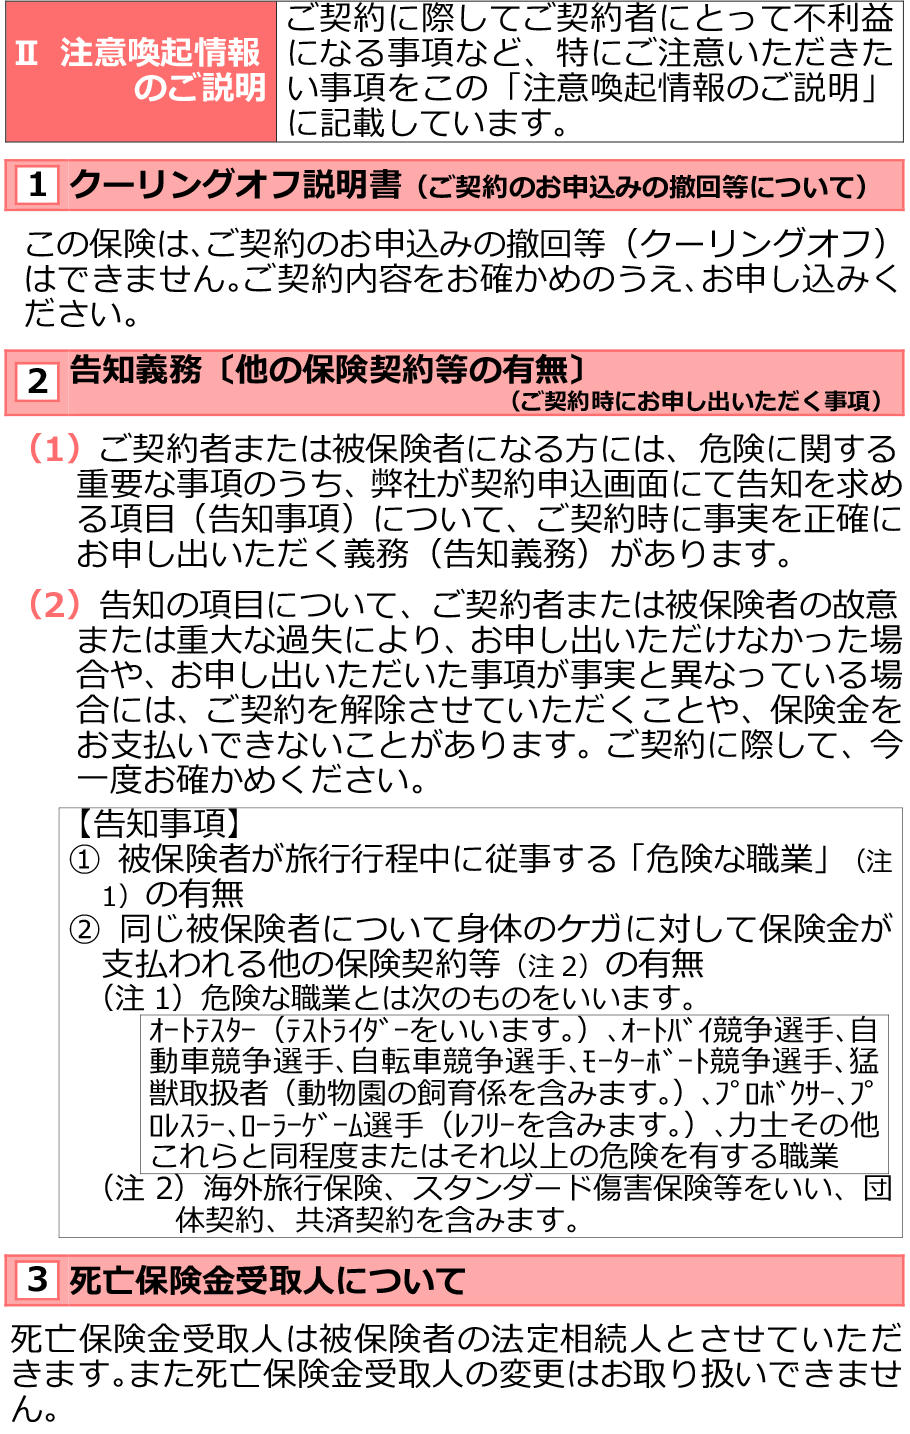 Ⅱ 注意喚起情報
のご説明
ご契約に際してご契約者にとって不利益
になる事項など、特にご注意いただきた
い事項をこの「注意喚起情報のご説明」
に記載しています。
1 クーリングオフ説明書（ご契約のお申込みの撤回等について）
この保険は、ご契約のお申込みの撤回等（クーリングオフ）
はできません。ご契約内容をお確かめのうえ、お申し込みく
ださい。
2 告知義務〔他の保険契約等の有無〕
（ご契約時にお申し出いただく事項）
（1）ご契約者または被保険者になる方には、危険に関する
重要な事項のうち、弊社が契約申込画面にて告知を求め
る項目（告知事項）について、ご契約時に事実を正確に
お申し出いただく義務（告知義務）があります。
（2）告知の項目について、ご契約者または被保険者の故意
または重大な過失により、お申し出いただけなかった場
合や、お申し出いただいた事項が事実と異なっている場
合には、ご契約を解除させていただくことや、保険金を
お支払いできないことがあります。ご契約に際して、今
一度お確かめください。
【告知事項】
① 被保険者が旅行行程中に従事する「危険な職業」（注
1）の有無
② 同じ被保険者について身体のケガに対して保険金が
支払われる他の保険契約等（注 2）の有無
（注 1）危険な職業とは次のものをいいます。
ｵｰﾄﾃｽﾀｰ（ﾃｽﾄﾗｲﾀﾞｰをいいます。）､ｵｰﾄﾊﾞｲ競争選手､自
動車競争選手､自転車競争選手､ﾓｰﾀｰﾎﾞｰﾄ競争選手､猛
獣取扱者（動物園の飼育係を含みます。）､ﾌﾟﾛﾎﾞｸｻｰ､ﾌﾟ
ﾛﾚｽﾗｰ､ﾛｰﾗｰｹﾞｰﾑ選手（ﾚﾌﾘｰを含みます。）､力士その他
これらと同程度またはそれ以上の危険を有する職業
（注 2）海外旅行保険、スタンダード傷害保険等をいい、団
体契約、共済契約を含みます。
3 死亡保険金受取人について
死亡保険金受取人は被保険者の法定相続人とさせていただ
きます。また死亡保険金受取人の変更はお取り扱いできませ
ん。